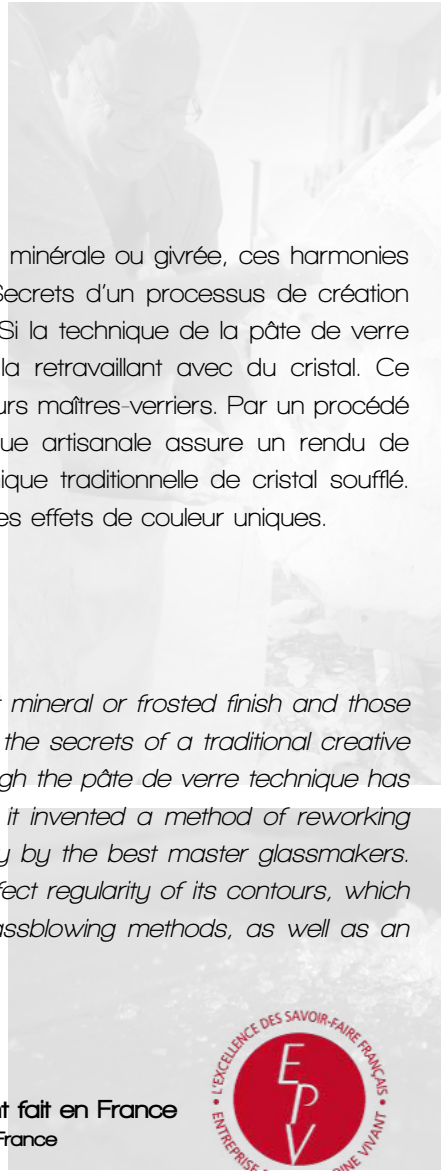 minérale ou givrée, ces harmonies
Secrets d'un processus de création
Si la technique de la pâte de verre
la retravaillant avec du cristal. Ce
urs maîtres-verriers. Par un procédé
ue artisanale assure un rendu de
nique traditionnelle de cristal soufflé.
es effets de couleur uniques.
mineral or frosted finish and those
the secrets of a traditional creative
gh the pâte de verre technique has
it invented a method of reworking
y by the best master glassmakers.
fect regularity of its contours, which
assblowing methods, as well as an
t fait en France
France
L'EXCELLENCE DES SAVOIR-FAIRE FRANÇAIS
EPV
ENTREPRISE
VIVANT